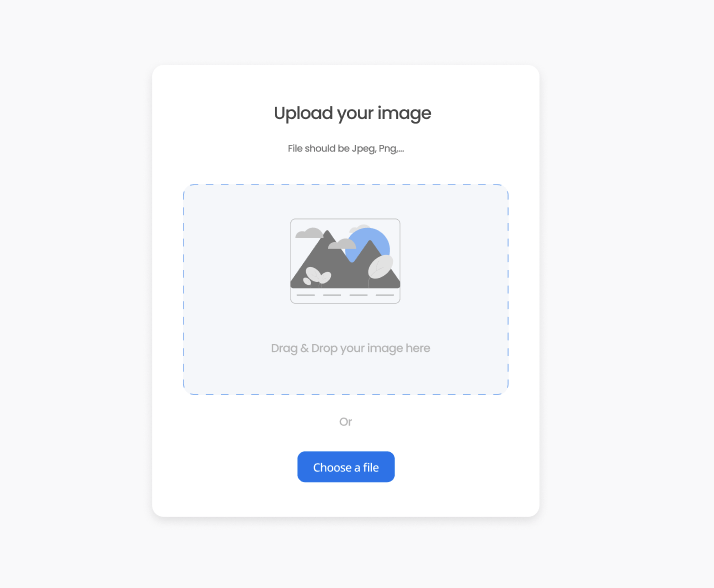 Upload your image
File should be Jpeg, Png,...
Drag & Drop your image here
Or
Choose a file